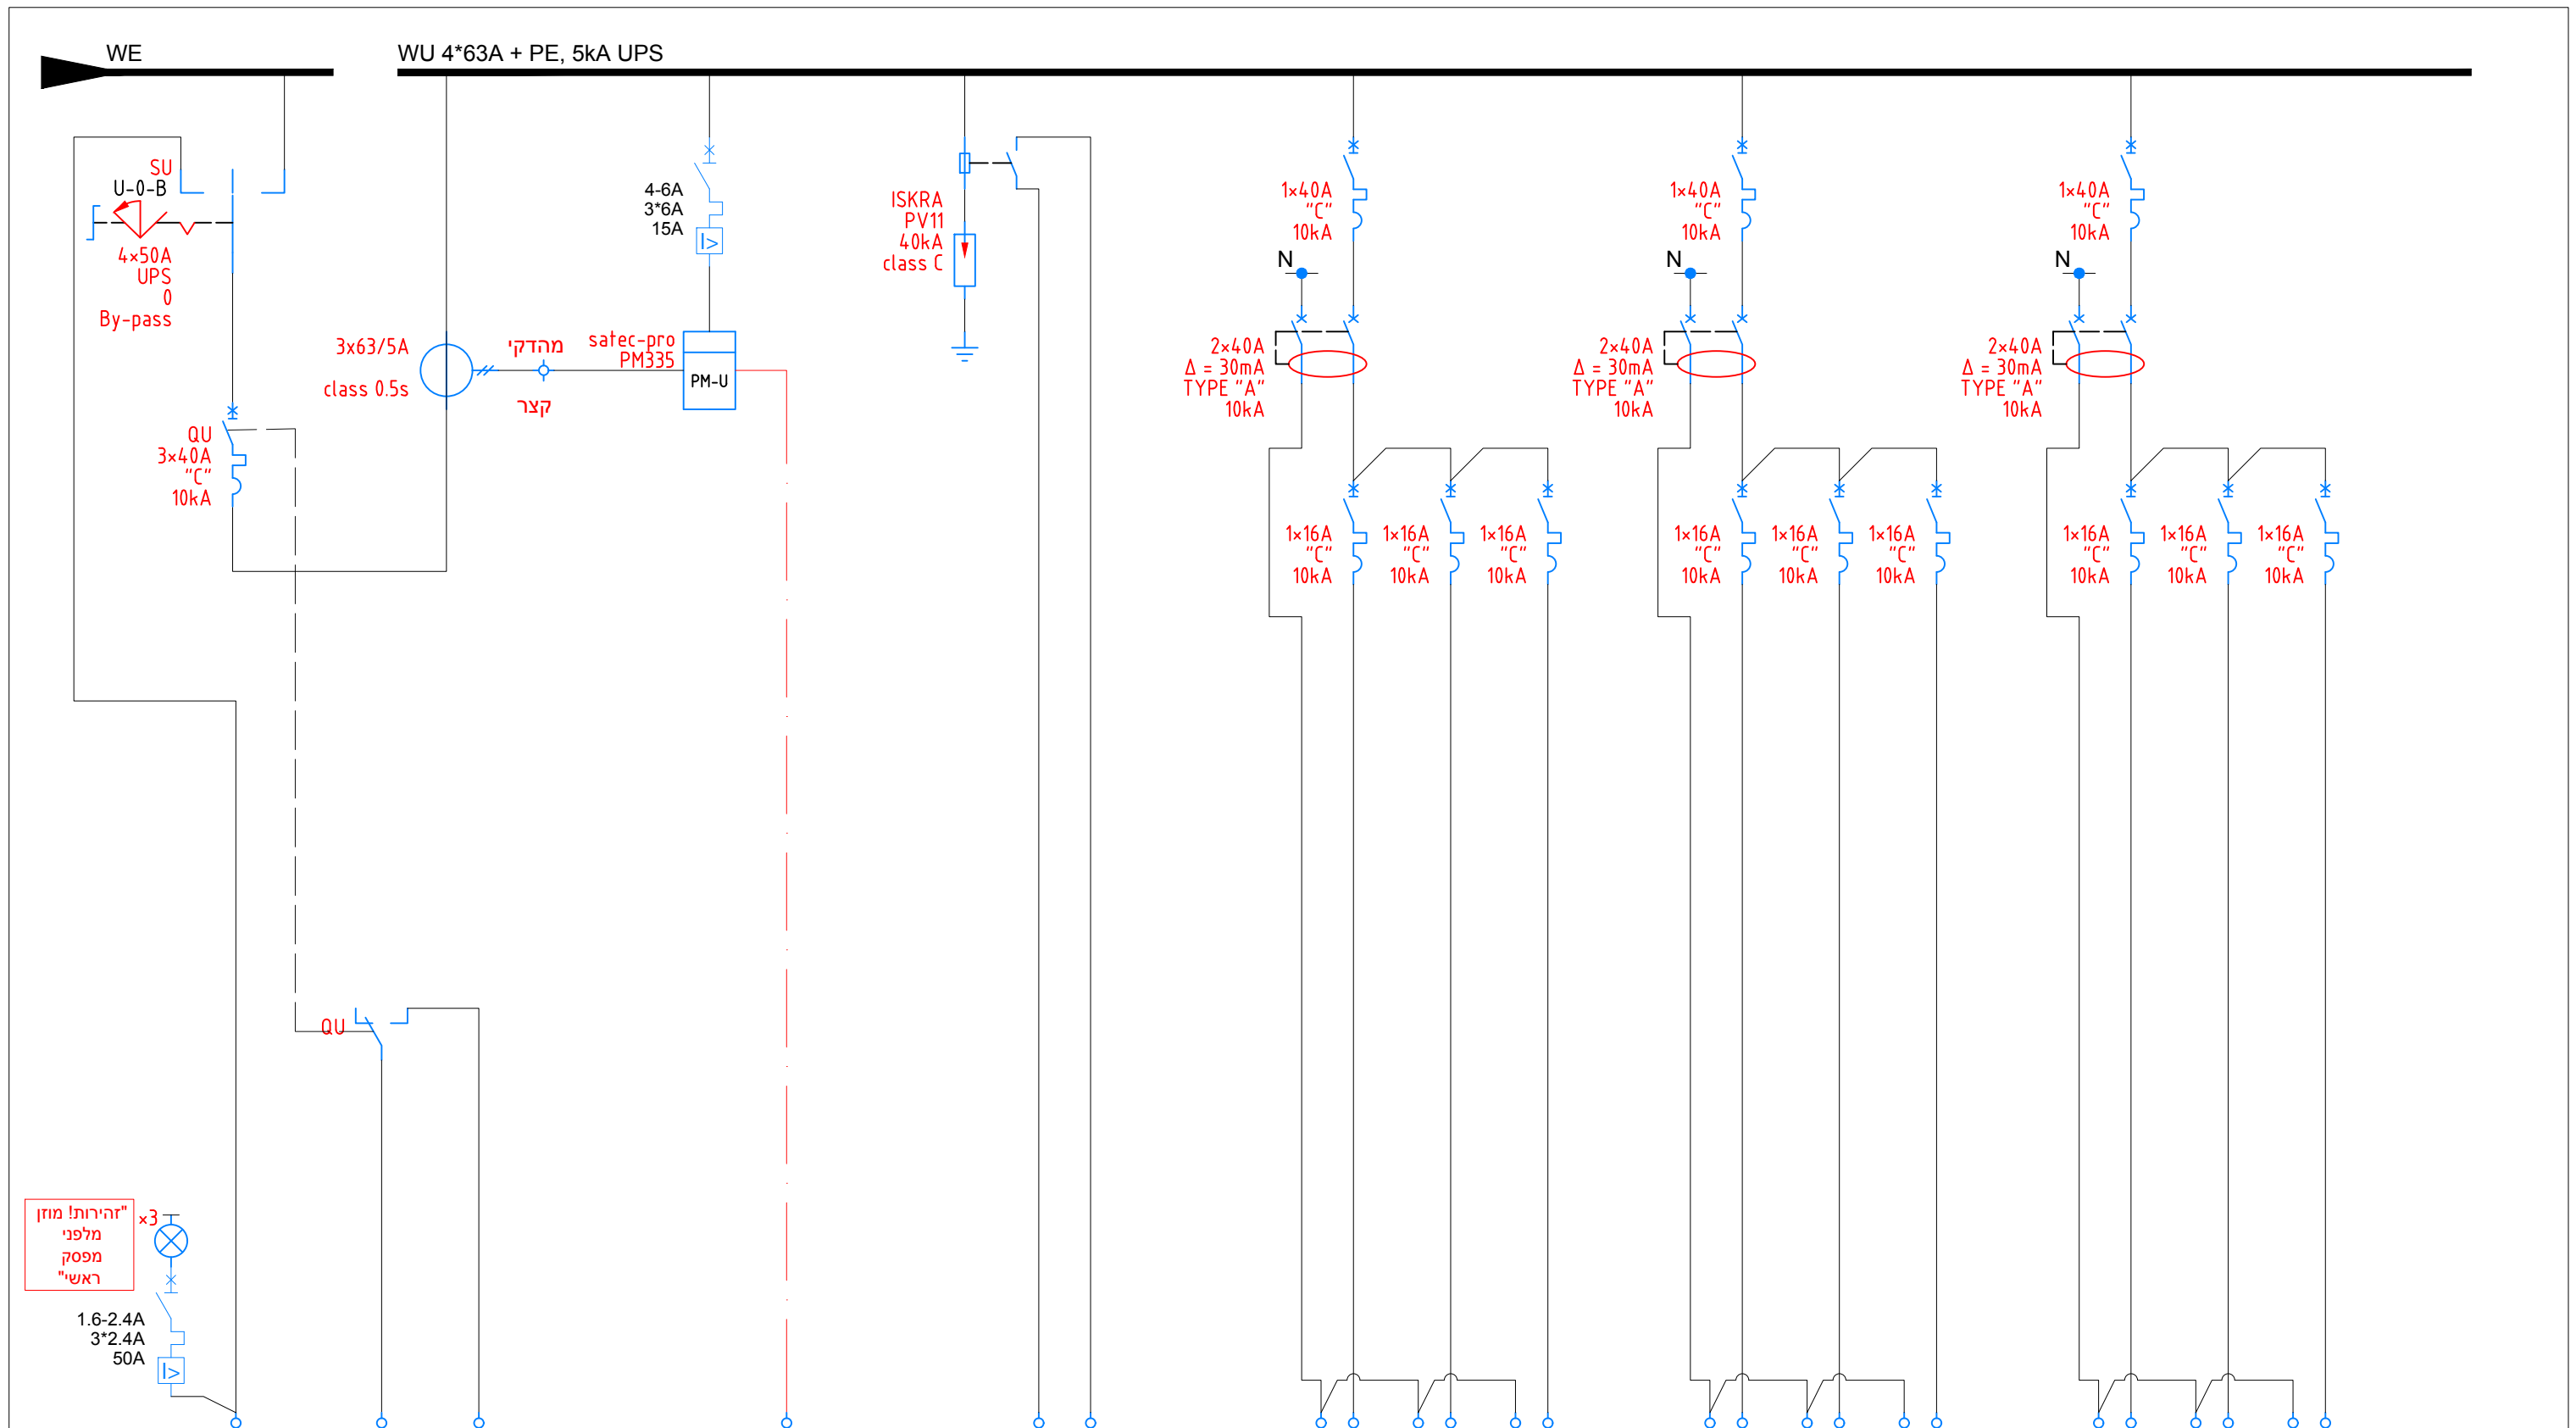 WE
WU 4*63A + PE, 5kA UPS
SU
U-0-B
4×50A
UPS
0
By-pass
QU
3×40A
"C"
10kA
3x63/5A
class 0.5s
מהדקי
קצר
4-6A
3*6A
15A
satec-pro
PM335
PM-U
ISKRA
PV11
40kA
class C
1×40A
"C"
10kA
N
2×40A
Δ = 30mA
TYPE "A"
10kA
1×16A
"C"
10kA
1×16A
"C"
10kA
1×16A
"C"
10kA
1×40A
"C"
10kA
N
2×40A
Δ = 30mA
TYPE "A"
10kA
1×16A
"C"
10kA
1×16A
"C"
10kA
1×16A
"C"
10kA
1×40A
"C"
10kA
N
2×40A
Δ = 30mA
TYPE "A"
10kA
1×16A
"C"
10kA
1×16A
"C"
10kA
1×16A
"C"
10kA
QU
"זהירות! מוזן
מלפני
מפסק
ראשי"
×3
1.6-2.4A
3*2.4A
50A
I>
I>